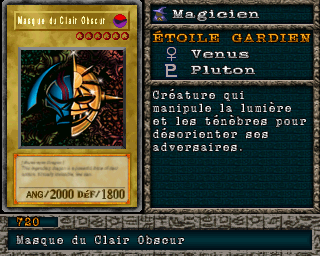 Masque du Clair Obscur
ANG/2000 DéF/1800
Magicien
ÉTOILE GARDIEN
Venus
Pluton
Créature qui
manipule la lumière
et les ténèbres pour
désorienter ses
adversaires.
720
Masque du Clair Obscur